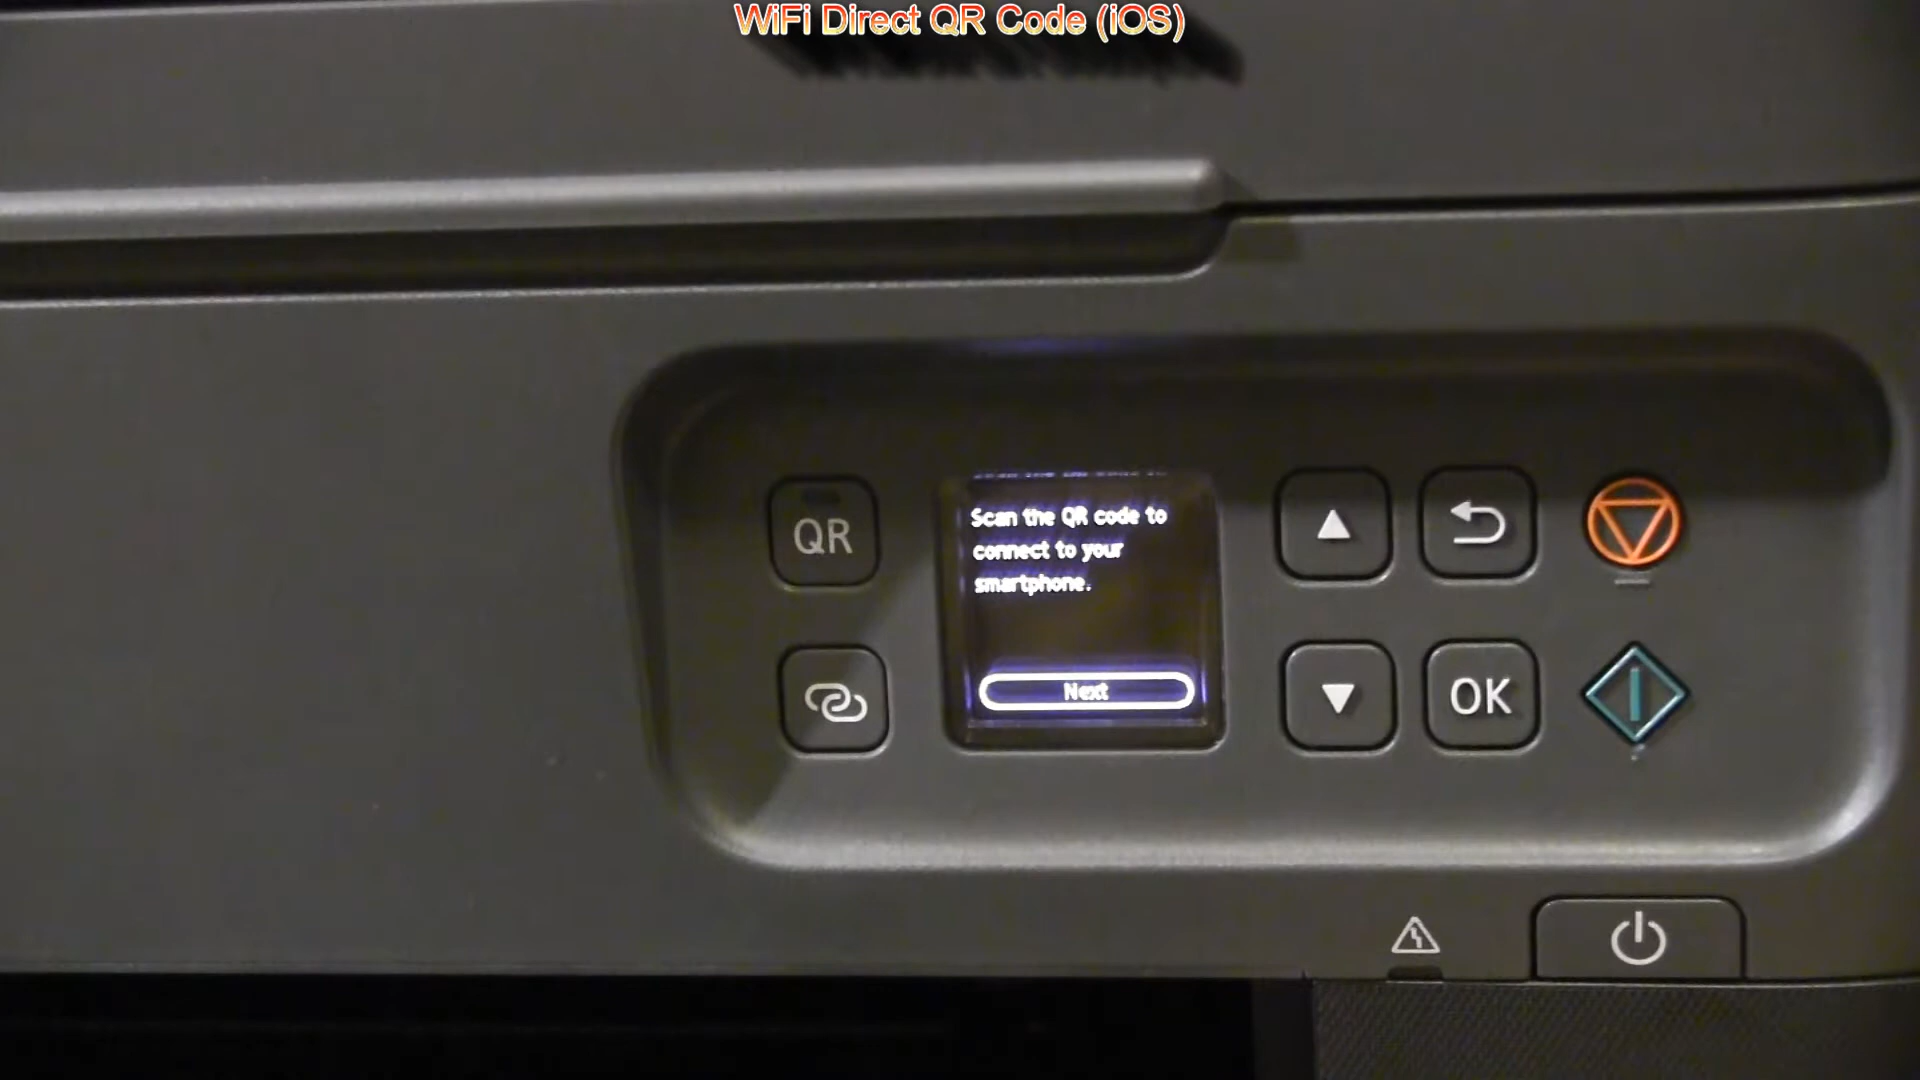 WiFi Direct QR Code (iOS)
QR
Scan the QR code to
connect to your
smartphone.
Next
OK